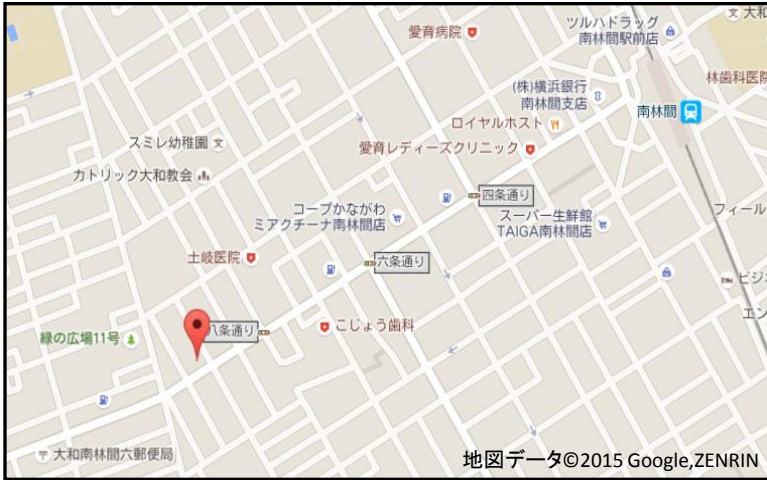 愛育病院
ツルハドラッグ
南林間駅前店
文 大和
林歯科医院
(株)横浜銀行
南林間支店
南林間
ロイヤルホスト
愛育レディーズクリニック
スミレ幼稚園 文
カトリック大和教会
四条通り
コープかながわ
ミアクチーナ南林間店
スーパー生鮮館
TAIGA南林間店
フィール
土岐医院
六条通り
ビジ
エン
八条通り
こじょう歯科
緑の広場11号
〒 大和南林間六郵便局
地図データ©2015 Google,ZENRIN